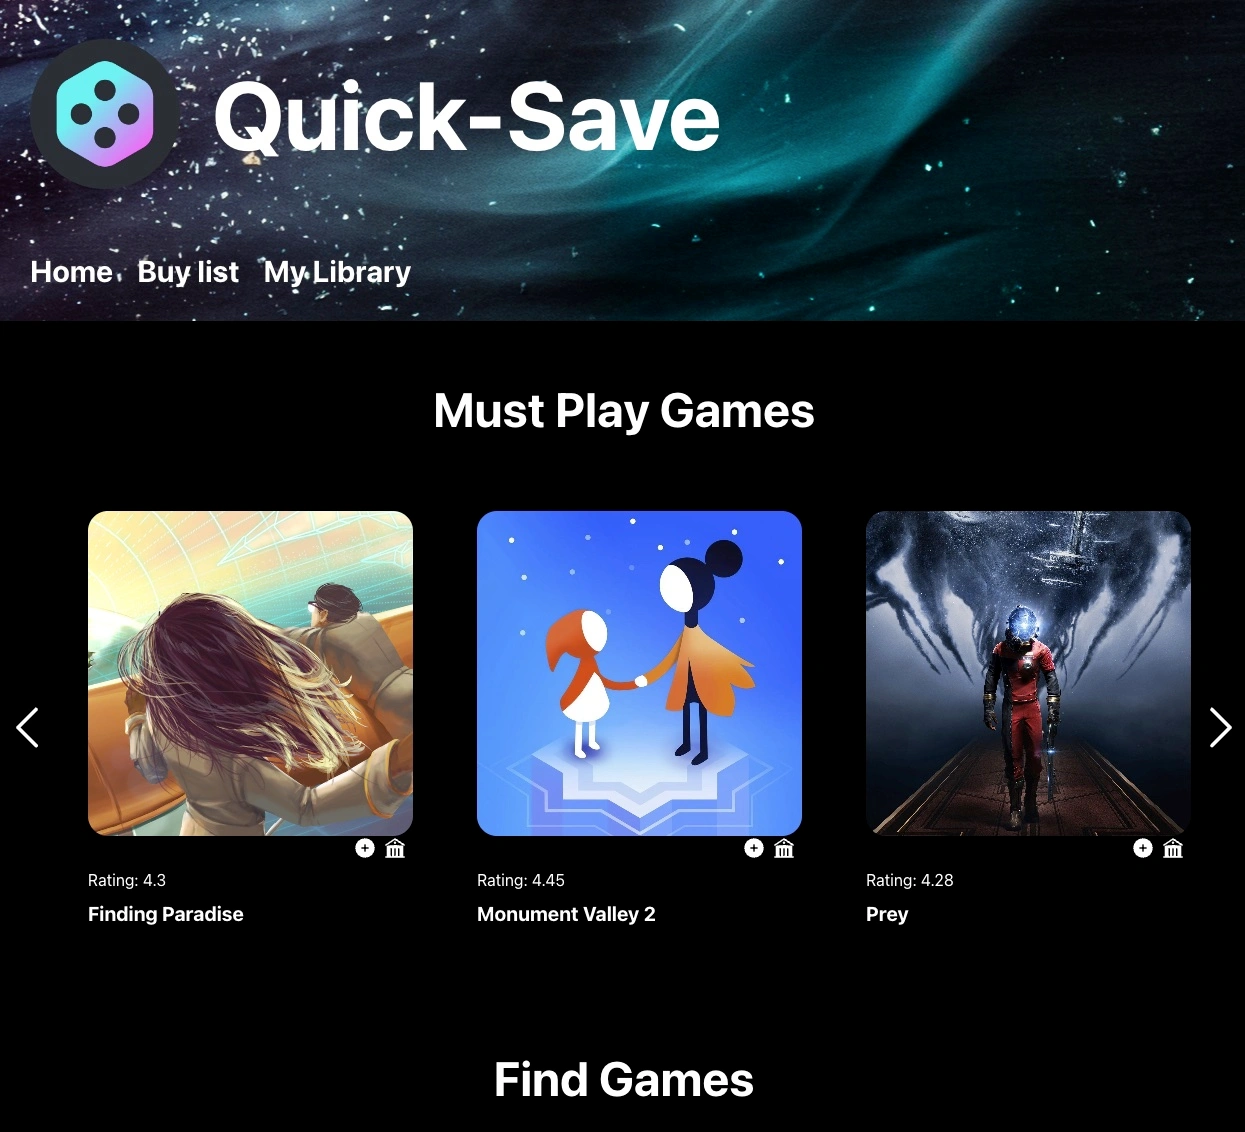 Quick-Save
Home Buy list My Library
Must Play Games
Rating: 4.3
Finding Paradise
Rating: 4.45
Monument Valley 2
Rating: 4.28
Prey
Find Games